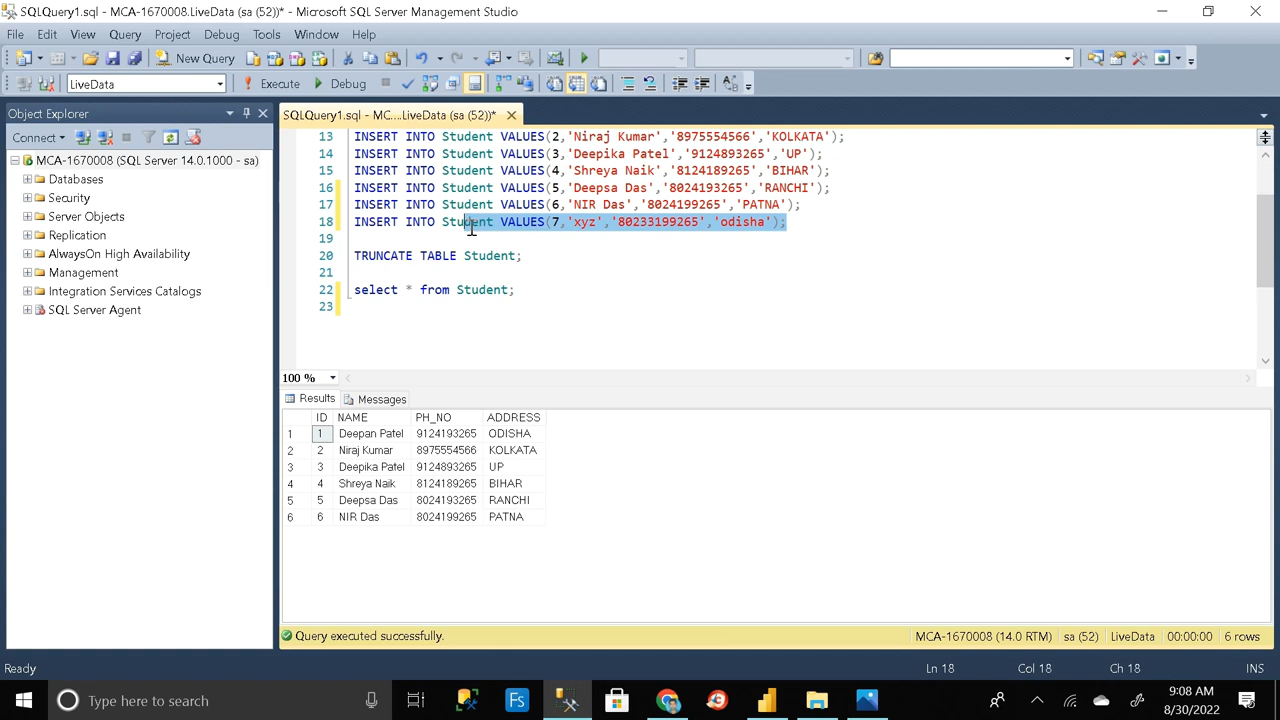 SQLQuery1.sql - MCA-1670008.LiveData (sa (52))* - Microsoft SQL Server Management Studio
File Edit View Query Project Debug Tools Window Help
New Query
LiveData Execute Debug
Object Explorer
SQLQuery1.sql - MC....LiveData (sa (52))*
Connect
MCA-1670008 (SQL Server 14.0.1000 - sa)
Databases
Security
Server Objects
Replication
AlwaysOn High Availability
Management
Integration Services Catalogs
SQL Server Agent
13 INSERT INTO Student VALUES(2,'Niraj Kumar','8975554566','KOLKATA');
14 INSERT INTO Student VALUES(3,'Deepika Patel','9124893265','UP');
15 INSERT INTO Student VALUES(4,'Shreya Naik','8124189265','BIHAR');
16 INSERT INTO Student VALUES(5,'Deepsa Das','8024193265','RANCHI');
17 INSERT INTO Student VALUES(6,'NIR Das','8024199265','PATNA');
18 INSERT INTO Student VALUES(7,'xyz','80233199265','odisha');
19
20 TRUNCATE TABLE Student;
21
22 select * from Student;
23
100 %
Results Messages
ID NAME PH_NO ADDRESS
1 1 Deepan Patel 9124193265 ODISHA
2 2 Niraj Kumar 8975554566 KOLKATA
3 3 Deepika Patel 9124893265 UP
4 4 Shreya Naik 8124189265 BIHAR
5 5 Deepsa Das 8024193265 RANCHI
6 6 NIR Das 8024199265 PATNA
Query executed successfully. MCA-1670008 (14.0 RTM) sa (52) LiveData 00:00:00 6 rows
Ready Ln 18 Col 18 Ch 18 INS
Type here to search
Fs
9:08 AM
8/30/2022